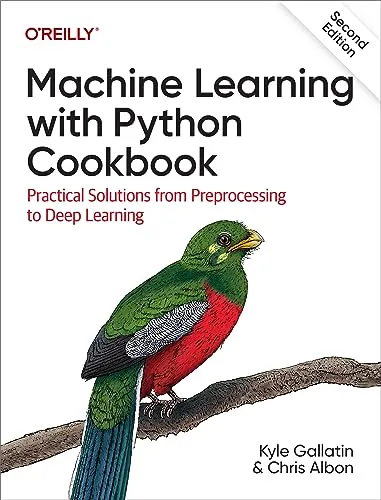 O'REILLY®
Second
Edition
Machine Learning
with Python
Cookbook
Practical Solutions from Preprocessing
to Deep Learning
Kyle Gallatin
& Chris Albon